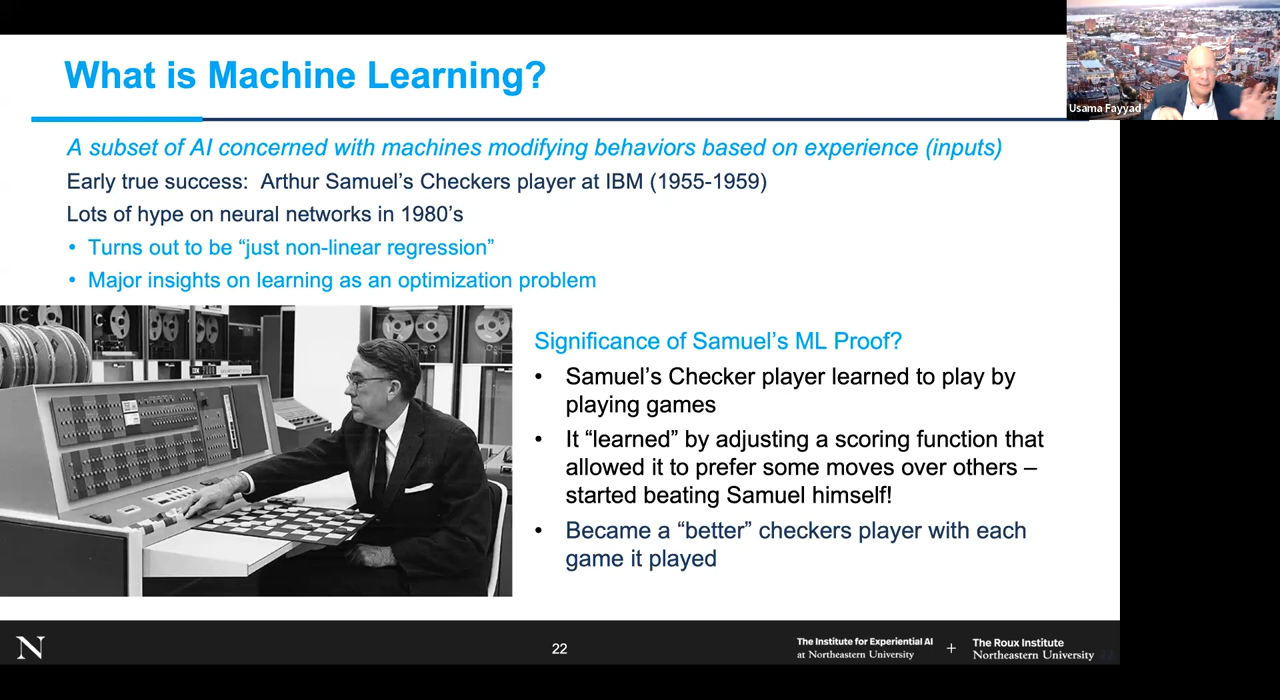 What is Machine Learning?
Usama Fayyad
A subset of AI concerned with machines modifying behaviors based on experience (inputs)
Early true success:  Arthur Samuel's Checkers player at IBM (1955-1959)
Lots of hype on neural networks in 1980's
• Turns out to be “just non-linear regression”
• Major insights on learning as an optimization problem
Significance of Samuel's ML Proof?
• Samuel's Checker player learned to play by
playing games
• It “learned” by adjusting a scoring function that
allowed it to prefer some moves over others –
started beating Samuel himself!
• Became a “better” checkers player with each
game it played
N
22
The Institute for Experiential AI
at Northeastern University
+
The Roux Institute
Northeastern University
22